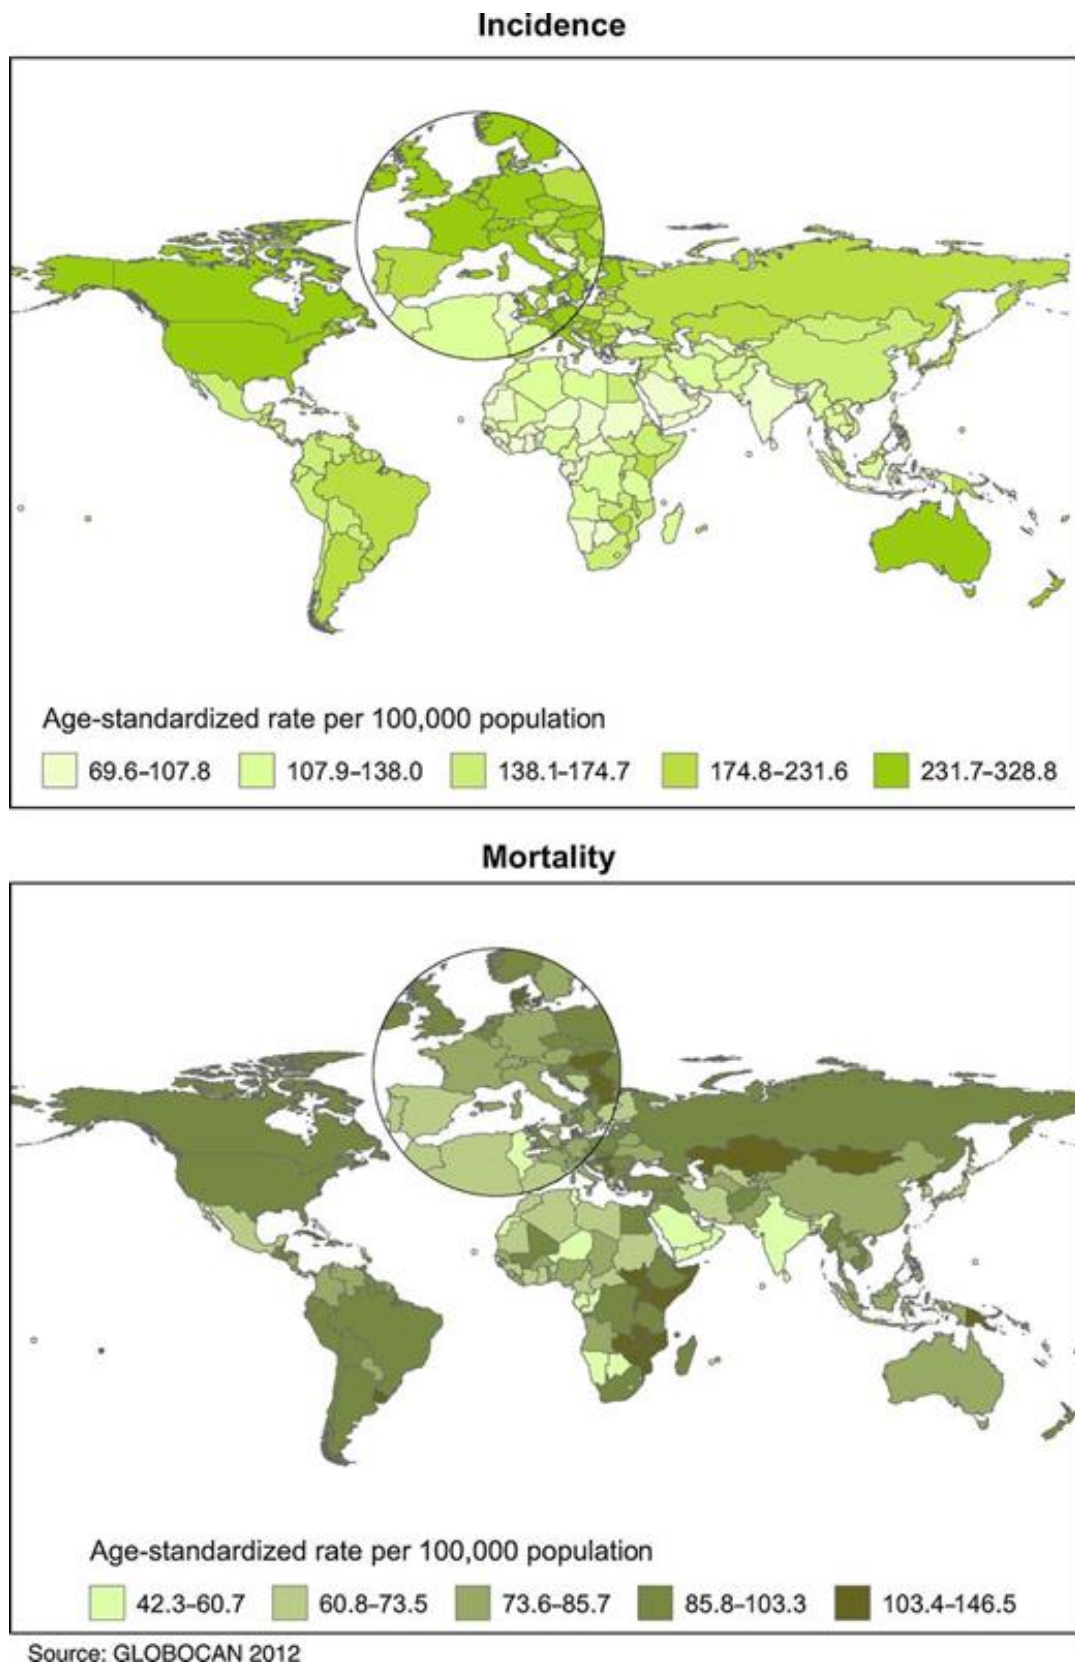 Incidence
Age-standardized rate per 100,000 population
69.6–107.8 107.9–138.0 138.1–174.7 174.8–231.6 231.7–328.8
Mortality
Age-standardized rate per 100,000 population
42.3–60.7 60.8–73.5 73.6–85.7 85.8–103.3 103.4–146.5
Source: GLOBOCAN 2012